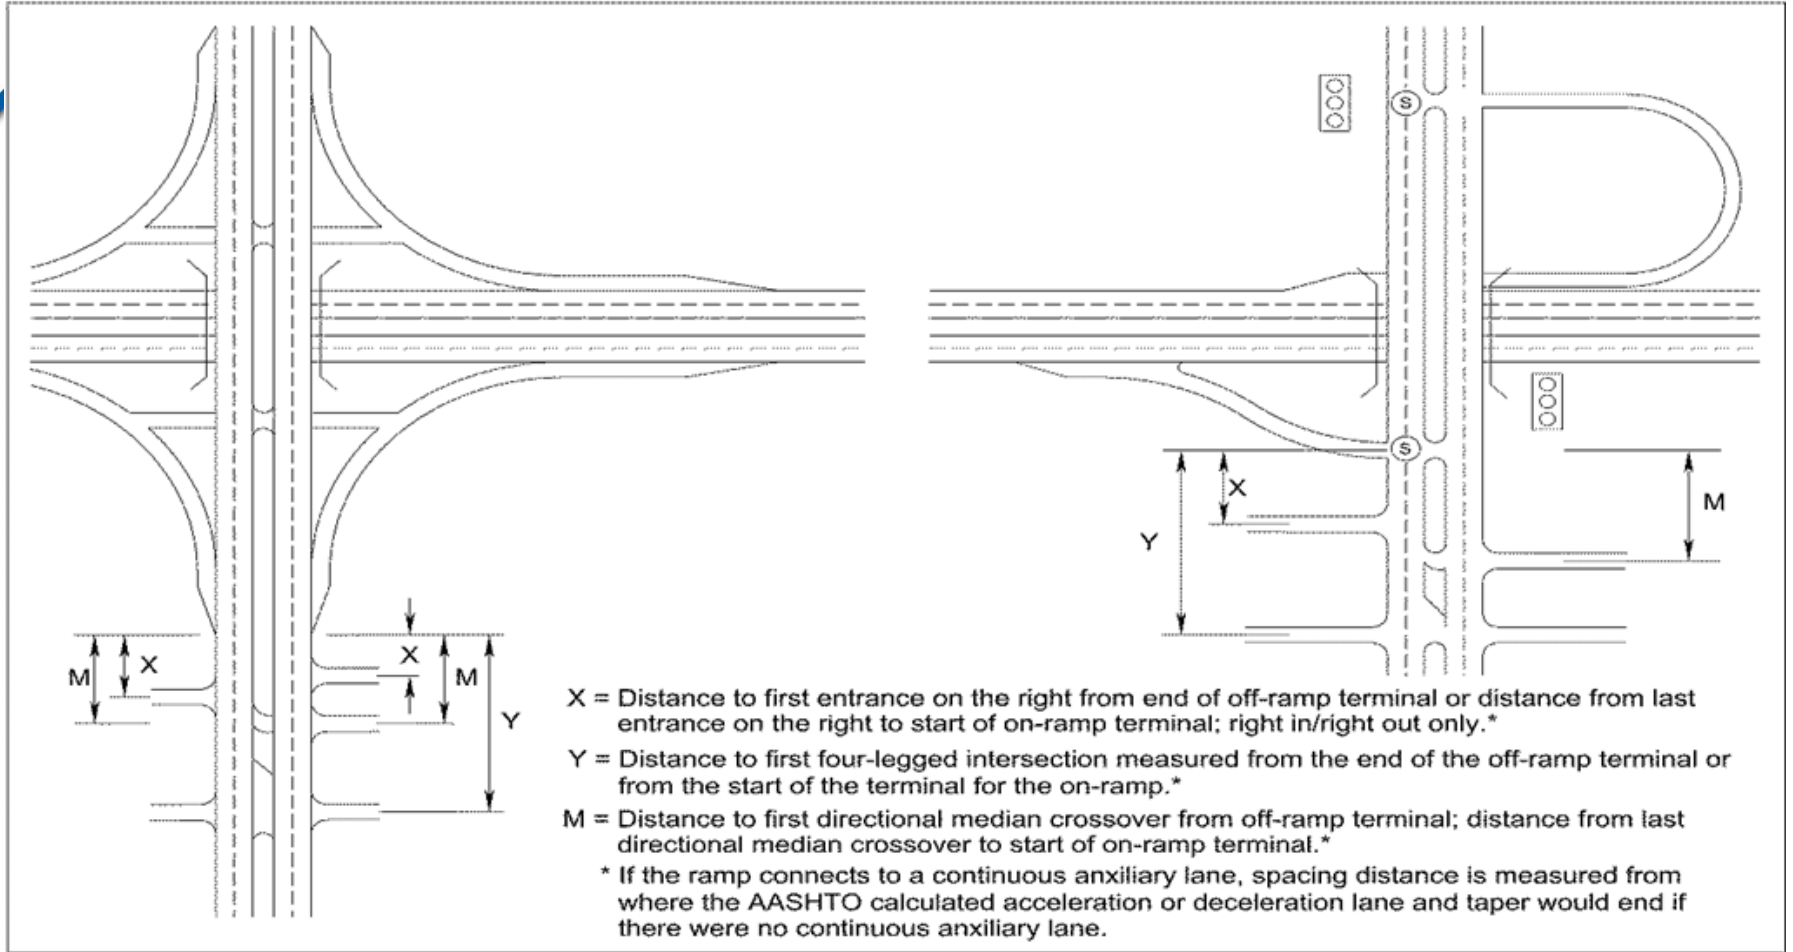 S
S
X
M
Y
X
M
X
M
Y
X = Distance to first entrance on the right from end of off-ramp terminal or distance from last
entrance on the right to start of on-ramp terminal; right in/right out only.*
Y = Distance to first four-legged intersection measured from the end of the off-ramp terminal or
from the start of the terminal for the on-ramp.*
M = Distance to first directional median crossover from off-ramp terminal; distance from last
directional median crossover to start of on-ramp terminal.*
* If the ramp connects to a continuous anxiliary lane, spacing distance is measured from
where the AASHTO calculated acceleration or deceleration lane and taper would end if
there were no continuous anxiliary lane.